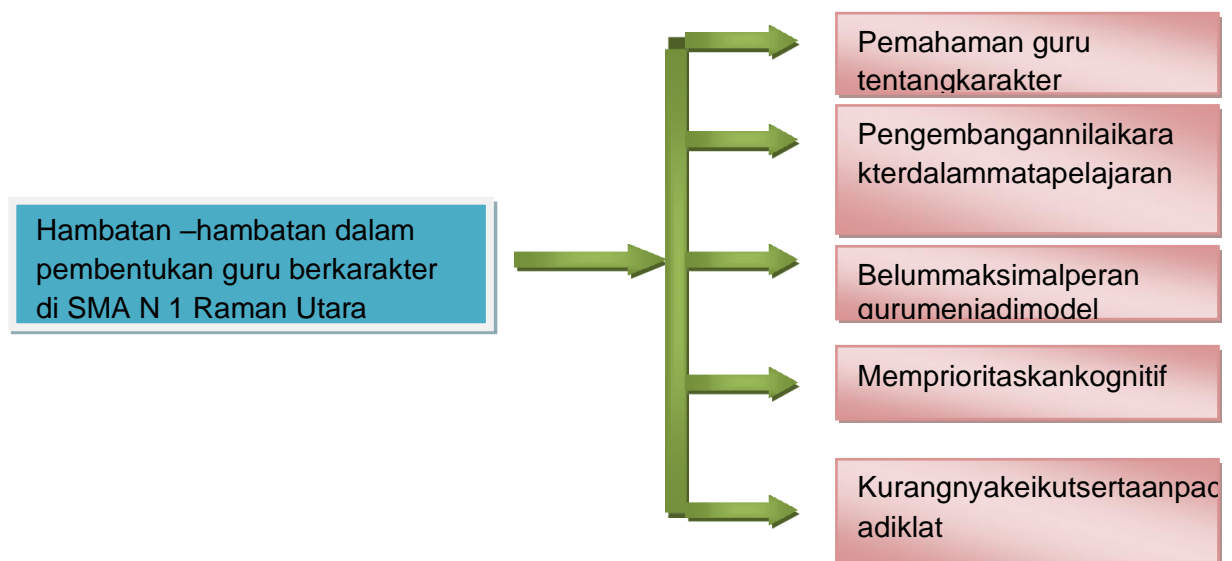 Pemahaman guru
tentangkarakter
Pengembangannilaikara
kterdalammatapelajaran
Hambatan –hambatan dalam
pembentukan guru berkarakter
di SMA N 1 Raman Utara
Belummaksimalperan
gurumenjadimodel
Memprioritaskankognitif
Kurangnyakeikutsertaanpad
adiklat